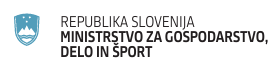 REPUBLIKA SLOVENIJA
MINISTRSTVO ZA GOSPODARSTVO,
DELO IN ŠPORT